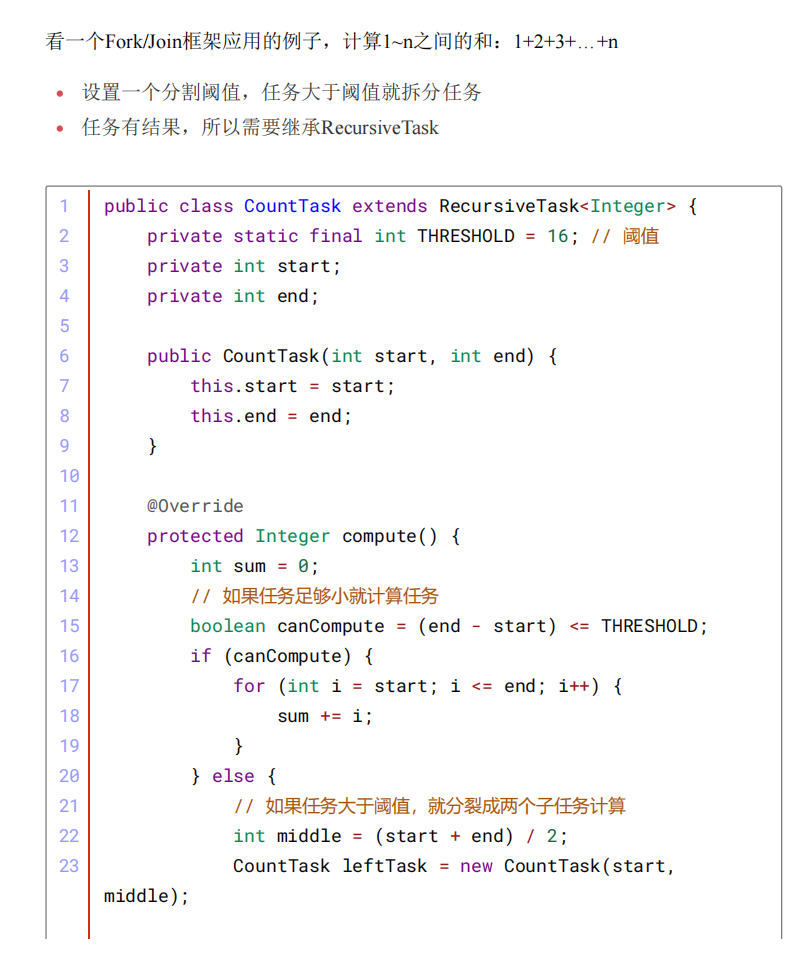 看一个Fork/Join框架应用的例子，计算1~n之间的和：1+2+3+…+n
• 设置一个分割阈值，任务大于阈值就拆分任务
• 任务有结果，所以需要继承RecursiveTask
1 public class CountTask extends RecursiveTask<Integer> {
2     private static final int THRESHOLD = 16; // 阈值
3     private int start;
4     private int end;
5
6     public CountTask(int start, int end) {
7         this.start = start;
8         this.end = end;
9     }
10
11     @Override
12     protected Integer compute() {
13         int sum = 0;
14         // 如果任务足够小就计算任务
15         boolean canCompute = (end - start) <= THRESHOLD;
16         if (canCompute) {
17             for (int i = start; i <= end; i++) {
18                 sum += i;
19             }
20         } else {
21             // 如果任务大于阈值，就分裂成两个子任务计算
22             int middle = (start + end) / 2;
23             CountTask leftTask = new CountTask(start,
middle);